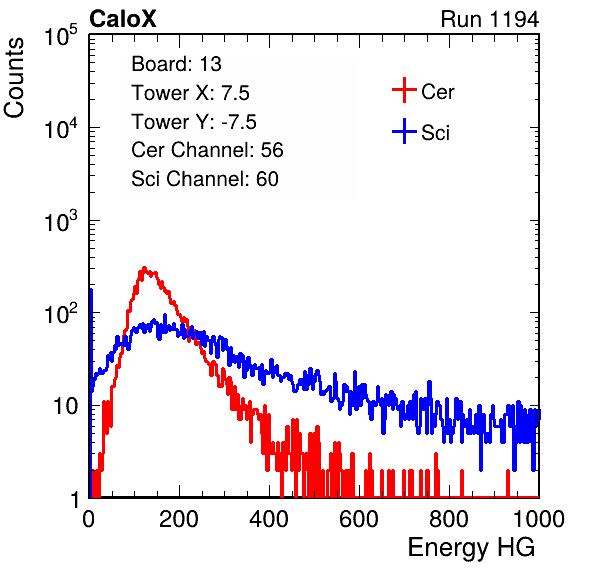 CaloX Run 1194
Counts
10^5
10^4
10^3
10^2
10
1
Board: 13
Tower X: 7.5
Tower Y: -7.5
Cer Channel: 56
Sci Channel: 60
Cer
Sci
0 200 400 600 800 1000
Energy HG